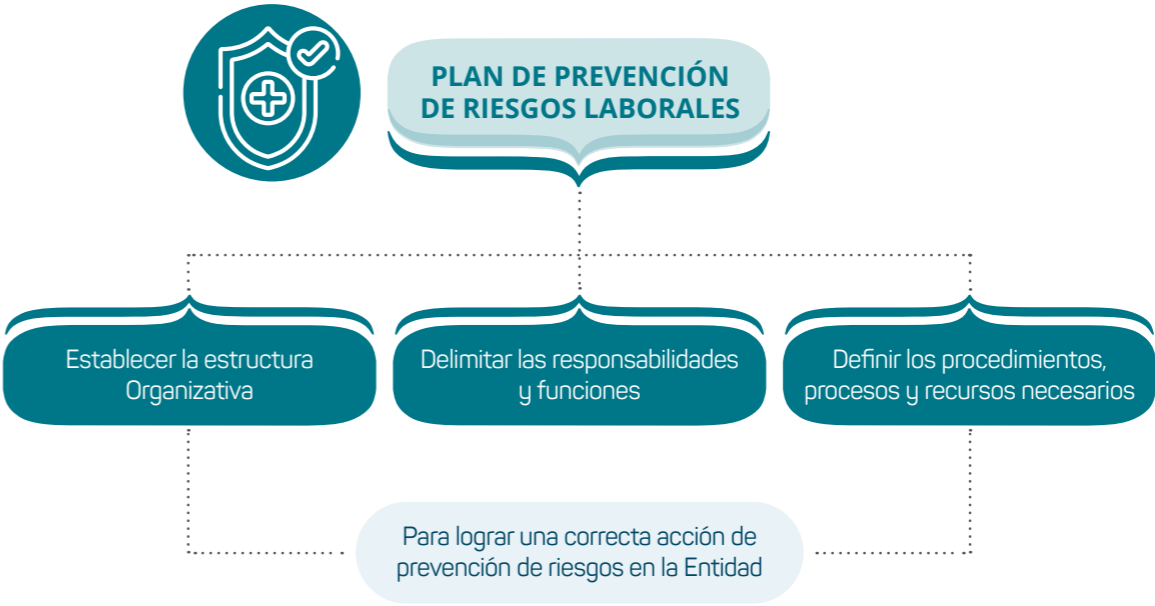 PLAN DE PREVENCIÓN
DE RIESGOS LABORALES
Establecer la estructura
Organizativa
Delimitar las responsabilidades
y funciones
Definir los procedimientos,
procesos y recursos necesarios
Para lograr una correcta acción de
prevención de riesgos en la Entidad